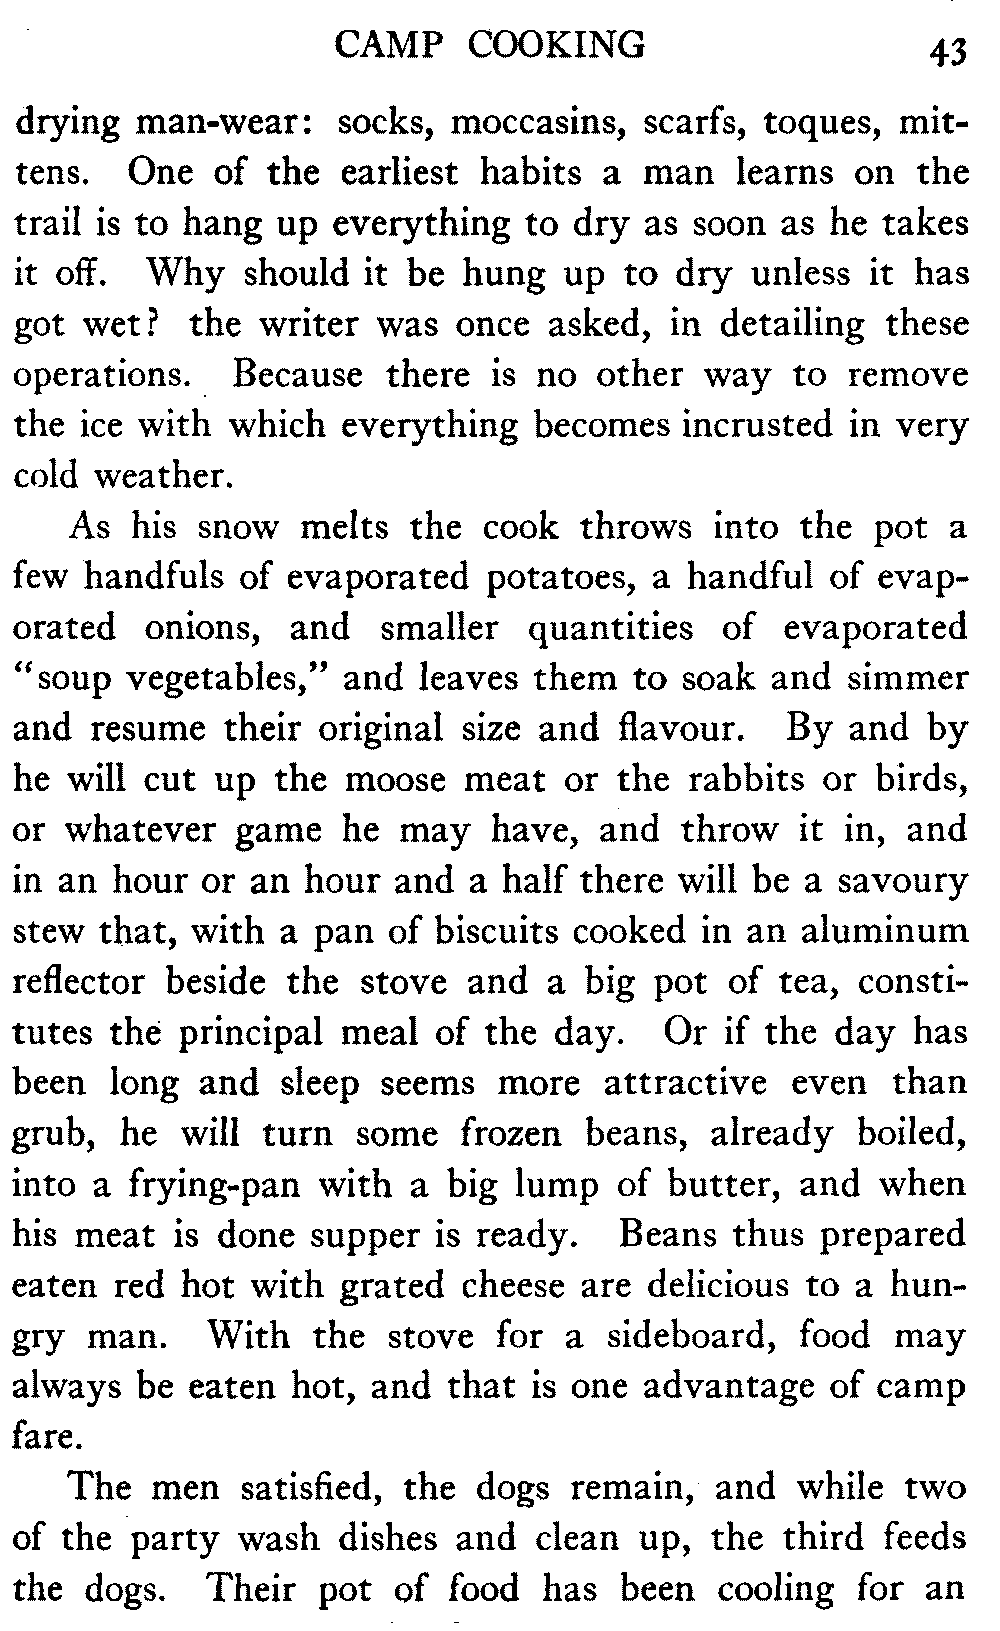 CAMP COOKING 43
drying man-wear: socks, moccasins, scarfs, toques, mit-
tens. One of the earliest habits a man learns on the
trail is to hang up everything to dry as soon as he takes
it off. Why should it be hung up to dry unless it has
got wet? the writer was once asked, in detailing these
operations. Because there is no other way to remove
the ice with which everything becomes incrusted in very
cold weather.
As his snow melts the cook throws into the pot a
few handfuls of evaporated potatoes, a handful of evap-
orated onions, and smaller quantities of evaporated
"soup vegetables," and leaves them to soak and simmer
and resume their original size and flavour. By and by
he will cut up the moose meat or the rabbits or birds,
or whatever game he may have, and throw it in, and
in an hour or an hour and a half there will be a savoury
stew that, with a pan of biscuits cooked in an aluminum
reflector beside the stove and a big pot of tea, consti-
tutes the principal meal of the day. Or if the day has
been long and sleep seems more attractive even than
grub, he will turn some frozen beans, already boiled,
into a frying-pan with a big lump of butter, and when
his meat is done supper is ready. Beans thus prepared
eaten red hot with grated cheese are delicious to a hun-
gry man. With the stove for a sideboard, food may
always be eaten hot, and that is one advantage of camp
fare.
The men satisfied, the dogs remain, and while two
of the party wash dishes and clean up, the third feeds
the dogs. Their pot of food has been cooling for an